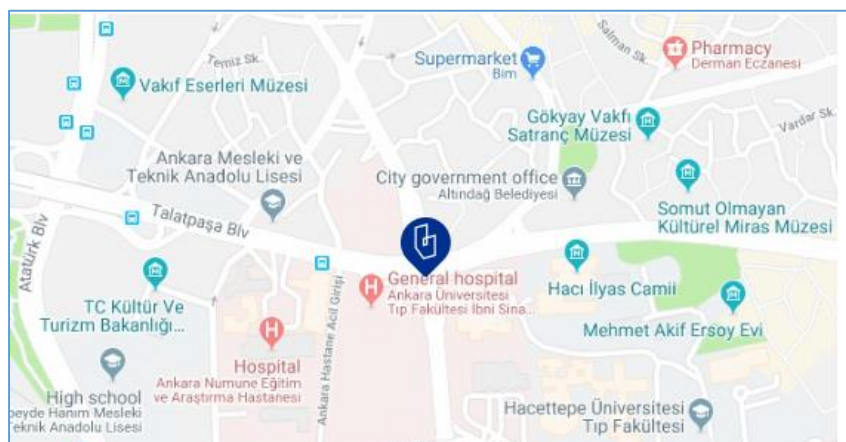 Temiz Sk.
Vakıf Eserleri Müzesi
Supermarket
Bim
Salman Sk.
Pharmacy
Derman Eczanesi
Gökyay Vakfı
Satranç Müzesi
Vardar Sk.
Ankara Mesleki ve
Teknik Anadolu Lisesi
City government office
Altındağ Belediyesi
Talatpaşa Blv
Somut Olmayan
Kültürel Miras Müzesi
Atatürk Blv
TC Kültür Ve
Turizm Bakanlığı...
Ankara Hastane Acil Girişi
General hospital
Ankara Üniversitesi
Tıp Fakültesi İbni Sina...
Hacı İlyas Camii
Mehmet Akif Ersoy Evi
Hospital
Ankara Numune Eğitim
ve Araştırma Hastanesi
High school
beyde Hanım Mesleki
Teknik Anadolu Lisesi
Hacettepe Üniversitesi
Tıp Fakültesi